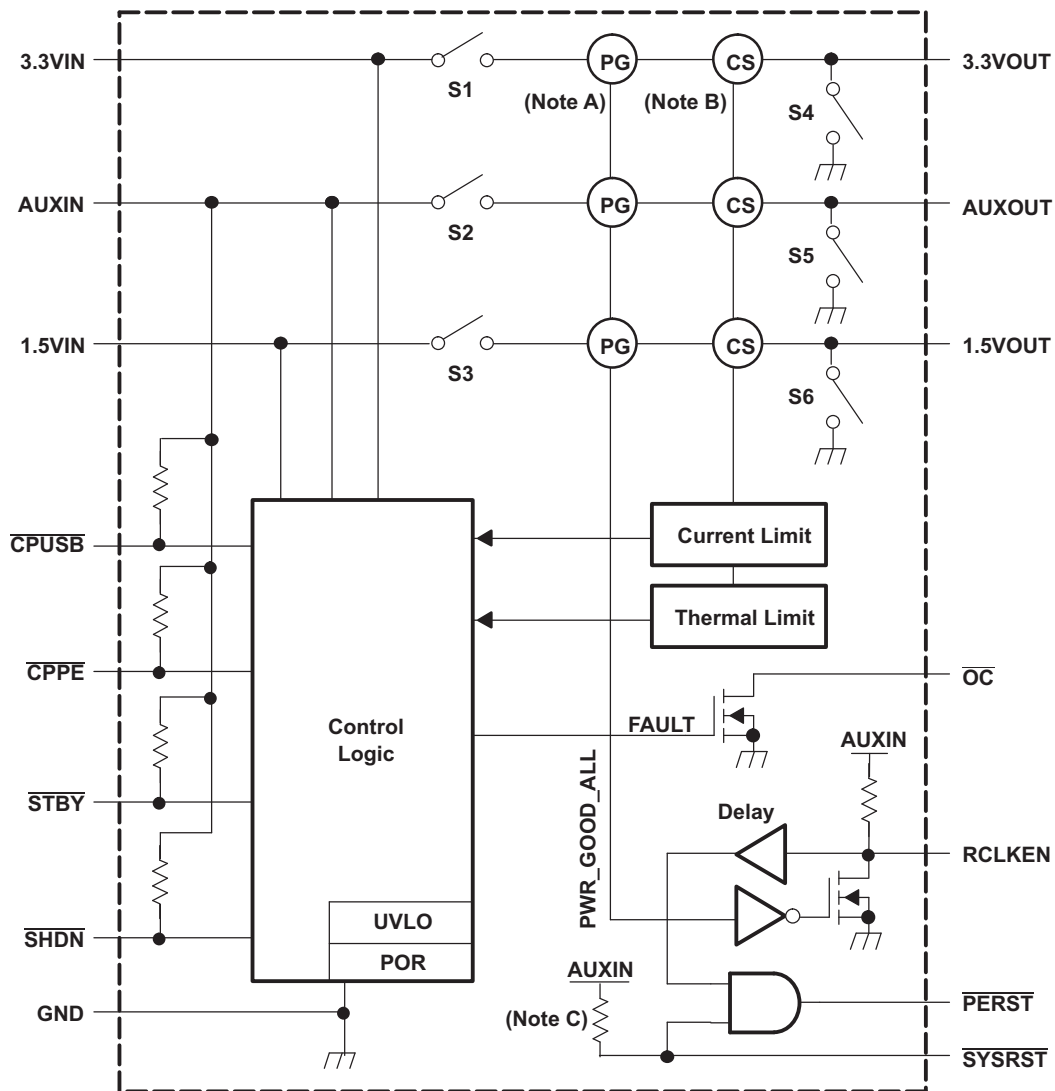 3.3VIN
S1
PG
(Note A)
CS
(Note B)
S4
3.3VOUT
AUXIN
S2
PG
CS
S5
AUXOUT
1.5VIN
S3
PG
CS
S6
1.5VOUT
CPUSB
CPPE
STBY
SHDN
GND
Control
Logic
UVLO
POR
Current Limit
Thermal Limit
FAULT
OC
PWR_GOOD_ALL
AUXIN
Delay
RCLKEN
AUXIN
(Note C)
PERST
SYSRST